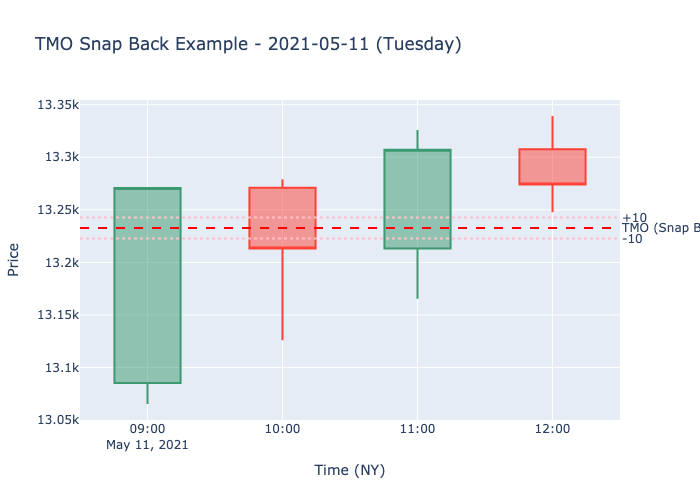 TMO Snap Back Example - 2021-05-11 (Tuesday)
13.35k
13.3k
13.25k
13.2k
13.15k
13.1k
13.05k
Price
+10
TMO (Snap B
-10
09:00
10:00
11:00
12:00
May 11, 2021
Time (NY)